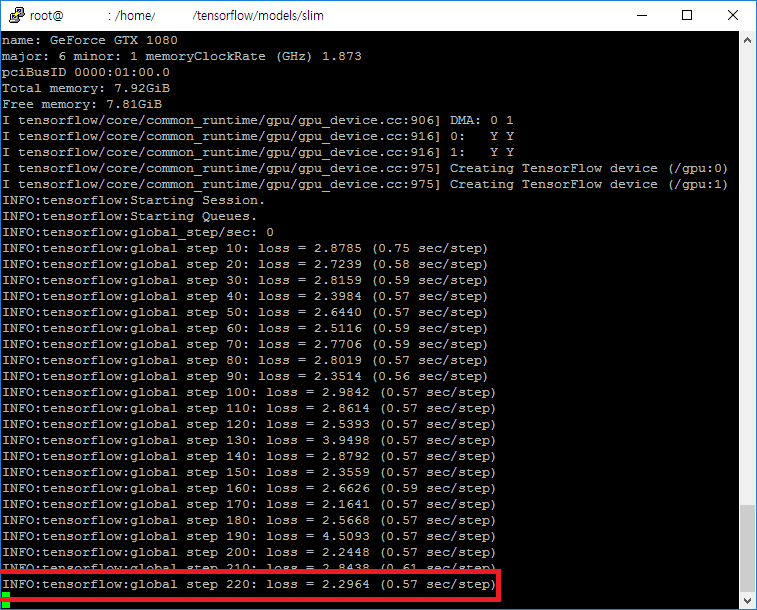 root@ : /home/ /tensorflow/models/slim
name: GeForce GTX 1080
major: 6 minor: 1 memoryClockRate (GHz) 1.873
pciBusID 0000:01:00.0
Total memory: 7.92GiB
Free memory: 7.81GiB
I tensorflow/core/common_runtime/gpu/gpu_device.cc:906] DMA: 0 1
I tensorflow/core/common_runtime/gpu/gpu_device.cc:916] 0:   Y Y
I tensorflow/core/common_runtime/gpu/gpu_device.cc:916] 1:   Y Y
I tensorflow/core/common_runtime/gpu/gpu_device.cc:975] Creating TensorFlow device (/gpu:0)
I tensorflow/core/common_runtime/gpu/gpu_device.cc:975] Creating TensorFlow device (/gpu:1)
INFO:tensorflow:Starting Session.
INFO:tensorflow:Starting Queues.
INFO:tensorflow:global_step/sec: 0
INFO:tensorflow:global step 10: loss = 2.8785 (0.75 sec/step)
INFO:tensorflow:global step 20: loss = 2.7239 (0.58 sec/step)
INFO:tensorflow:global step 30: loss = 2.8159 (0.59 sec/step)
INFO:tensorflow:global step 40: loss = 2.3984 (0.57 sec/step)
INFO:tensorflow:global step 50: loss = 2.6440 (0.57 sec/step)
INFO:tensorflow:global step 60: loss = 2.5116 (0.59 sec/step)
INFO:tensorflow:global step 70: loss = 2.7706 (0.59 sec/step)
INFO:tensorflow:global step 80: loss = 2.8019 (0.57 sec/step)
INFO:tensorflow:global step 90: loss = 2.3514 (0.56 sec/step)
INFO:tensorflow:global step 100: loss = 2.9842 (0.57 sec/step)
INFO:tensorflow:global step 110: loss = 2.8614 (0.57 sec/step)
INFO:tensorflow:global step 120: loss = 2.5393 (0.57 sec/step)
INFO:tensorflow:global step 130: loss = 3.9498 (0.57 sec/step)
INFO:tensorflow:global step 140: loss = 2.8792 (0.57 sec/step)
INFO:tensorflow:global step 150: loss = 2.3559 (0.57 sec/step)
INFO:tensorflow:global step 160: loss = 2.6626 (0.59 sec/step)
INFO:tensorflow:global step 170: loss = 2.1641 (0.57 sec/step)
INFO:tensorflow:global step 180: loss = 2.5668 (0.57 sec/step)
INFO:tensorflow:global step 190: loss = 4.5093 (0.57 sec/step)
INFO:tensorflow:global step 200: loss = 2.2448 (0.57 sec/step)
INFO:tensorflow:global step 210: loss = 2.8438 (0.61 sec/step)
INFO:tensorflow:global step 220: loss = 2.2964 (0.57 sec/step)